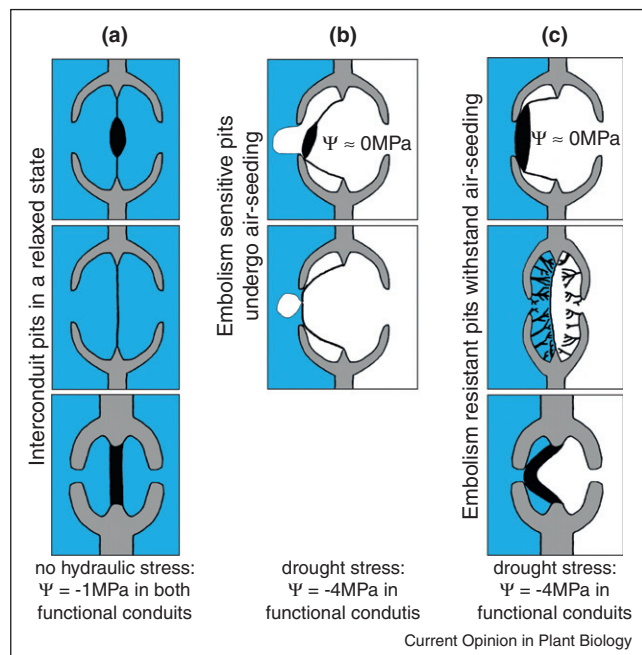 (a)
(b)
(c)
Interconduit pits in a relaxed state
Embolism sensitive pits
undergo air-seeding
Ψ ≈ 0MPa
Embolism resistant pits withstand air-seeding
Ψ ≈ 0MPa
no hydraulic stress:
Ψ = -1MPa in both
functional conduits
drought stress:
Ψ = -4MPa in
functional condutis
drought stress:
Ψ = -4MPa in
functional conduits
Current Opinion in Plant Biology